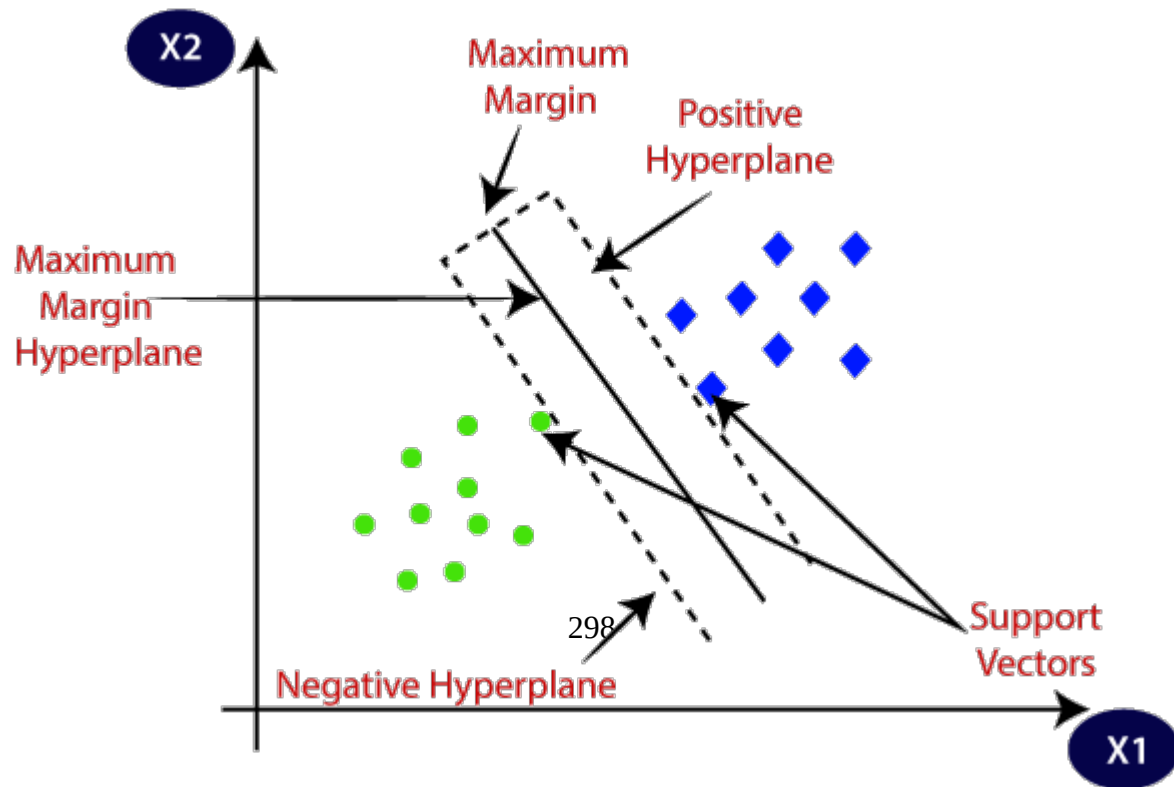 X2
Maximum
Margin
Positive
Hyperplane
Maximum
Margin
Hyperplane
298
Support
Vectors
Negative Hyperplane
X1